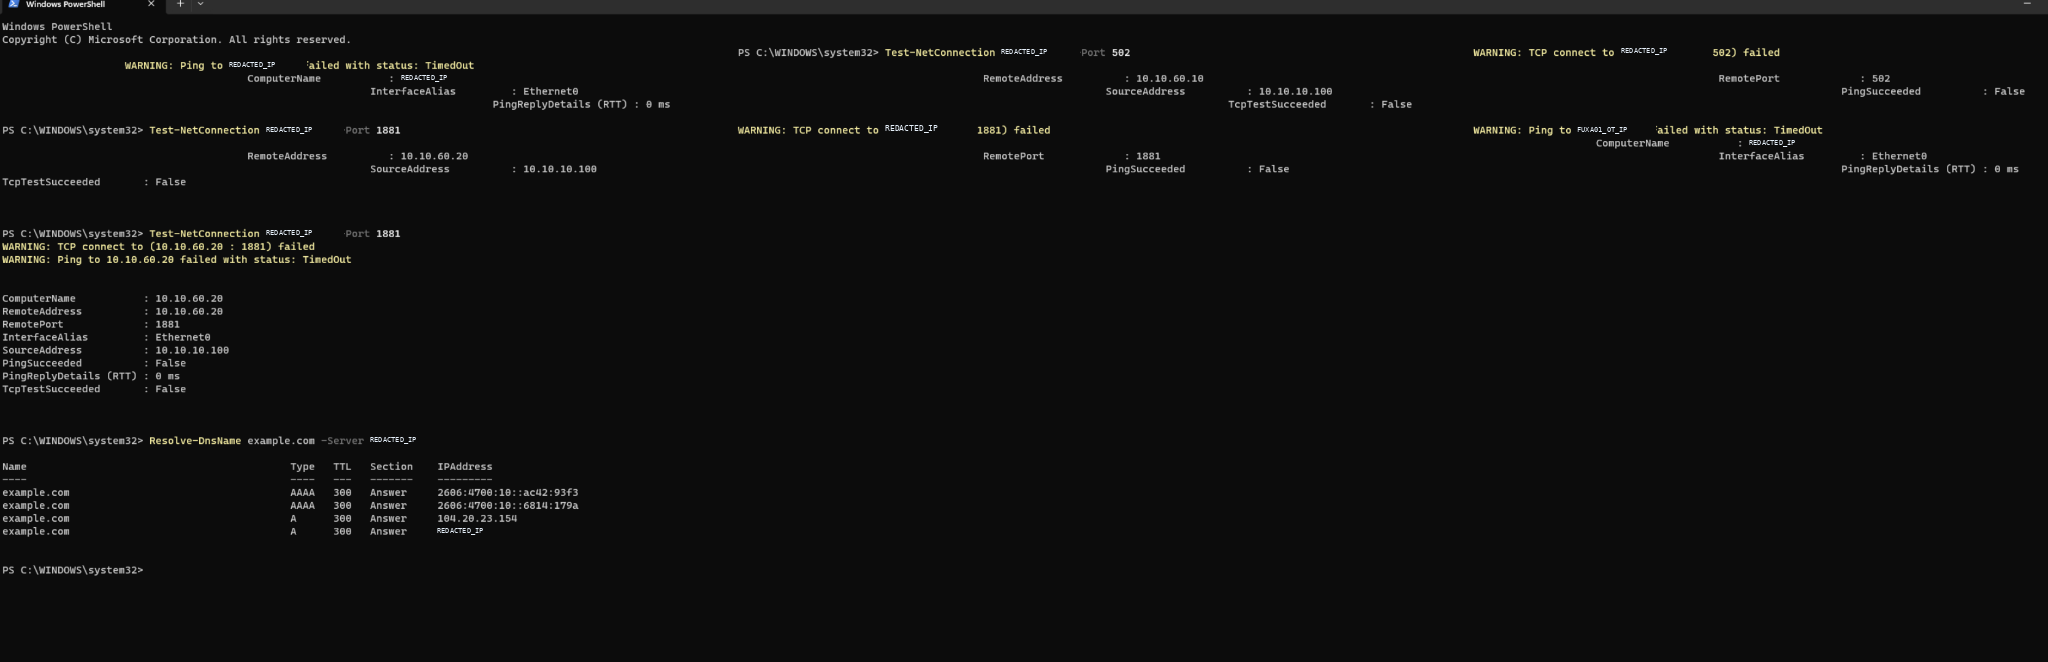 Windows PowerShell
Windows PowerShell
Copyright (C) Microsoft Corporation. All rights reserved.
PS C:\WINDOWS\system32> Test-NetConnection REDACTED_IP Port 502
WARNING: TCP connect to REDACTED_IP 502) failed
WARNING: Ping to REDACTED_IP failed with status: TimedOut
ComputerName : REDACTED_IP
RemoteAddress : 10.10.60.10
RemotePort : 502
InterfaceAlias : Ethernet0
SourceAddress : 10.10.10.100
PingSucceeded : False
PingReplyDetails (RTT) : 0 ms
TcpTestSucceeded : False
PS C:\WINDOWS\system32> Test-NetConnection REDACTED_IP -Port 1881
WARNING: TCP connect to REDACTED_IP 1881) failed
WARNING: Ping to FUXA01_OT_IP failed with status: TimedOut
ComputerName : REDACTED_IP
RemoteAddress : 10.10.60.20
RemotePort : 1881
InterfaceAlias : Ethernet0
SourceAddress : 10.10.10.100
PingSucceeded : False
PingReplyDetails (RTT) : 0 ms
TcpTestSucceeded : False
PS C:\WINDOWS\system32> Test-NetConnection REDACTED_IP -Port 1881
WARNING: TCP connect to (10.10.60.20 : 1881) failed
WARNING: Ping to 10.10.60.20 failed with status: TimedOut
ComputerName : 10.10.60.20
RemoteAddress : 10.10.60.20
RemotePort : 1881
InterfaceAlias : Ethernet0
SourceAddress : 10.10.10.100
PingSucceeded : False
PingReplyDetails (RTT) : 0 ms
TcpTestSucceeded : False
PS C:\WINDOWS\system32> Resolve-DnsName example.com -Server REDACTED_IP
Name Type TTL Section IPAddress
---- ---- --- ------- ---------
example.com AAAA 300 Answer 2606:4700:10::ac42:93f3
example.com AAAA 300 Answer 2606:4700:10::6814:179a
example.com A 300 Answer 104.20.23.154
example.com A 300 Answer REDACTED_IP
PS C:\WINDOWS\system32>